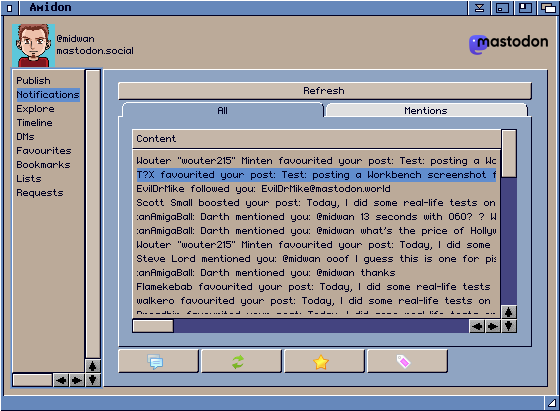 Amidon
@midwan
mastodon.social
mastodon
Publish
Notifications
Explore
Timeline
DMs
Favourites
Bookmarks
Lists
Requests
Refresh
All
Mentions
Content
Wouter "wouter215" Minten favourited your post: Test: posting a Wo
T?X favourited your post: Test: posting a Workbench screenshot f
EvilDrMike followed you: EvilDrMike@mastodon.world
Scott Small boosted your post: Today, I did some real-life tests on
:anAmigaBall: Darth mentioned you: @midwan 13 seconds with 060? ? W
:anAmigaBall: Darth mentioned you: @midwan what's the price of Hollyw
Wouter "wouter215" Minten favourited your post: Today, I did some
Steve Lord mentioned you: @midwan ooof I guess this is one for pis
:anAmigaBall: Darth mentioned you: @midwan thanks
Flamekebab favourited your post: Today, I did some real-life tests
walkero favourited your post: Today, I did some real-life tests on